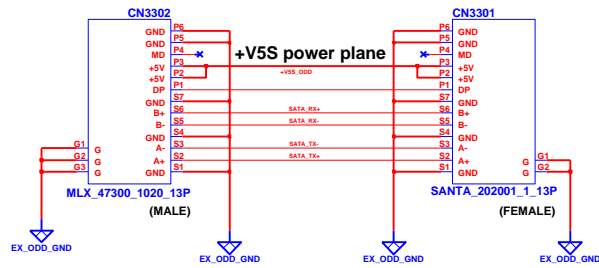 CN3302
CN3301
GND P6
GND P5
MD P4
+5V P3
+5V P2
DP P1
GND S7
B+ S6
B- S5
GND S4
A- S3
A+ S2
GND S1
G1 G
G2 G
G3 G
MLX_47300_1020_13P
(MALE)
+V5S power plane
+V5S_ODD
SATA_RX+
SATA_RX-
SATA_TX-
SATA_TX+
P6 GND
P5 GND
P4 MD
P3 +5V
P2 +5V
P1 DP
S7 GND
S6 B+
S5 B-
S4 GND
S3 A-
S2 A+
S1 GND
G G1
G G2
SANTA_202001_1_13P
(FEMALE)
EX_ODD_GND
EX_ODD_GND
EX_ODD_GND
EX_ODD_GND